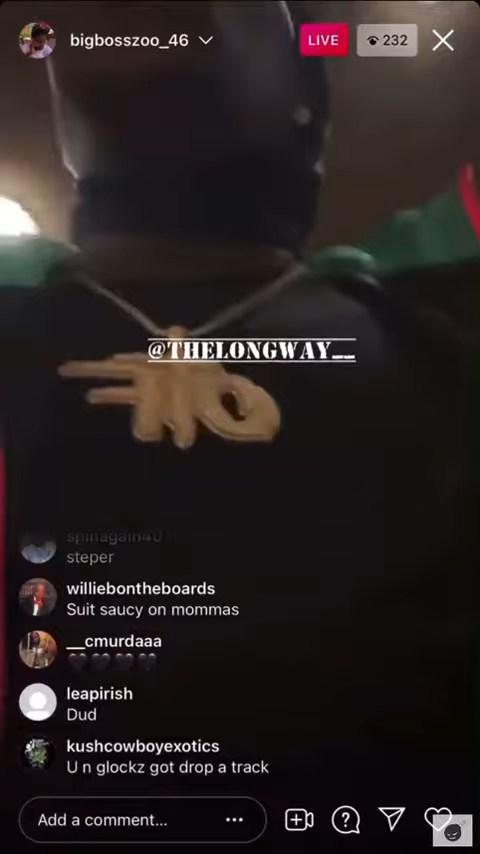 bigbosszoo_46
LIVE
232
@THELONGWAY__
spinagain40
steper
williebontheboards
Suit saucy on mommas
__cmurdaaa
🖤🖤🖤🖤
leapirish
Dud
kushcowboyexotics
U n glockz got drop a track
Add a comment...